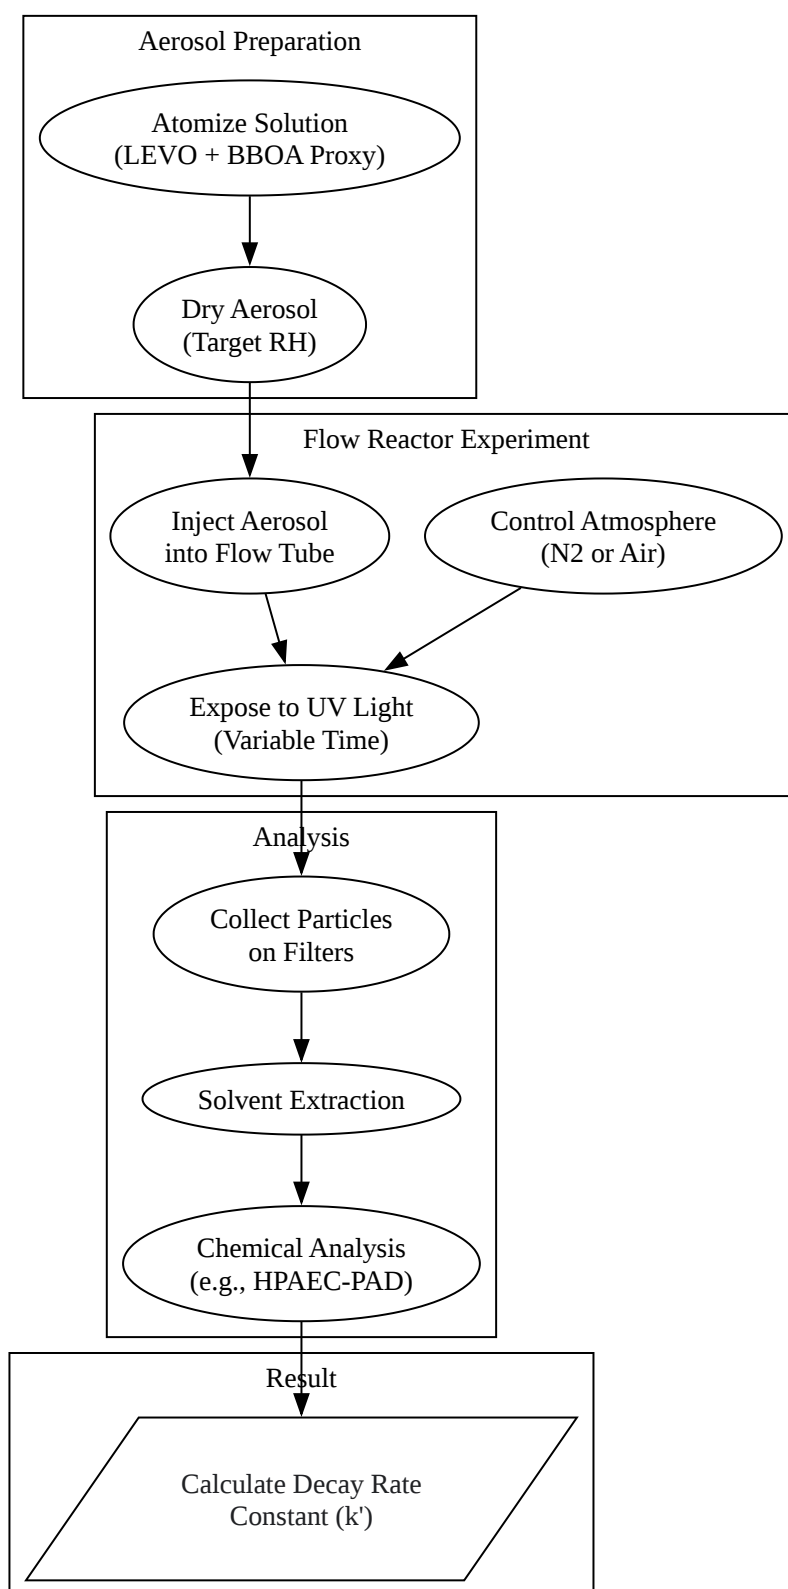 Aerosol Preparation
Atomize Solution
(LEVO + BBOA Proxy)
Dry Aerosol
(Target RH)
Flow Reactor Experiment
Inject Aerosol
into Flow Tube
Control Atmosphere
(N2 or Air)
Expose to UV Light
(Variable Time)
Analysis
Collect Particles
on Filters
Solvent Extraction
Chemical Analysis
(e.g., HPAEC-PAD)
Result
Calculate Decay Rate
Constant (k')